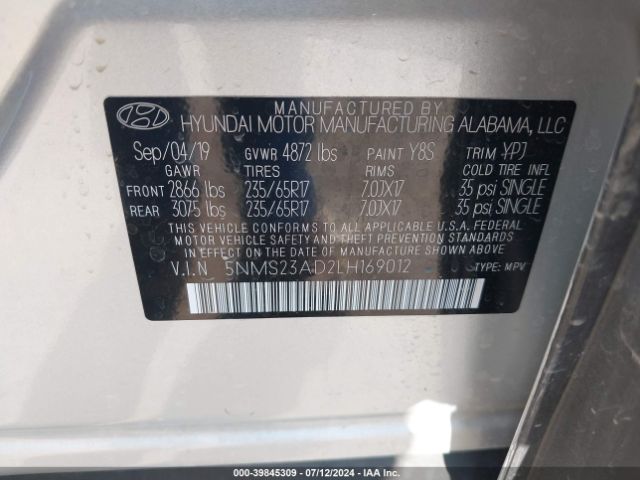 MANUFACTURED BY
HYUNDAI MOTOR MANUFACTURING ALABAMA, LLC
Sep/04/19 GVWR 4872 lbs PAINT Y8S TRIM YPJ
GAWR TIRES RIMS COLD TIRE INFL
FRONT 2866 lbs 235/65R17 7.0JX17 35 psi SINGLE
REAR 3075 lbs 235/65R17 7.0JX17 35 psi SINGLE
THIS VEHICLE CONFORMS TO ALL APPLICABLE U.S.A. FEDERAL
MOTOR VEHICLE SAFETY AND THEFT PREVENTION STANDARDS
IN EFFECT ON THE DATE OF MANUFACTURE SHOWN ABOVE.
V.I.N 5NMS23AD2LH169012 TYPE: MPV
000-39845309 - 07/12/2024 - IAA Inc.